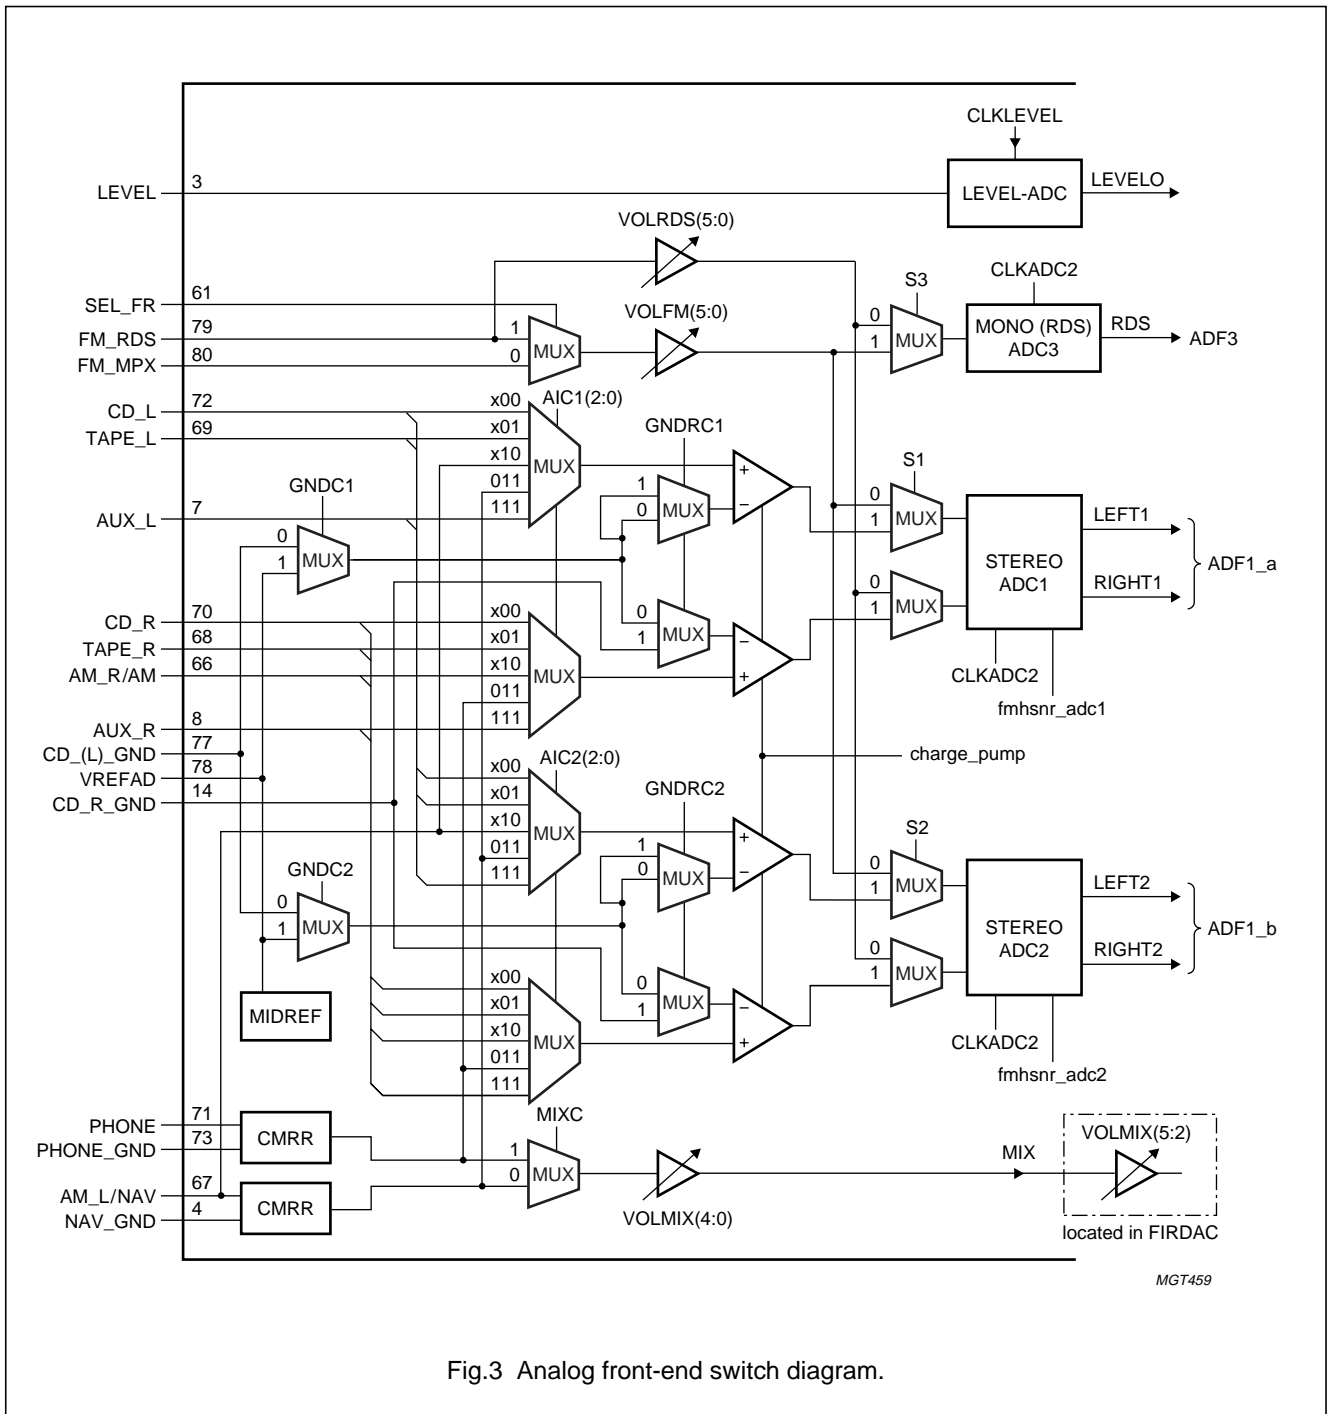 CLKLEVEL
LEVEL 3 LEVEL-ADC LEVELO
VOLRDS(5:0)
CLKADC2
S3
SEL_FR 61
VOLFM(5:0)
FM_RDS 79 1 MUX 0 MUX 1 MONO (RDS) ADC3 RDS ADF3
FM_MPX 80 0
AIC1(2:0)
CD_L 72 x00
GNDRC1
TAPE_L 69 x01
x10 MUX + S1
GNDC1 011 1 MUX 0 − 0 MUX 1
AUX_L 7 111
0 MUX 1
STEREO ADC1 LEFT1
RIGHT1 ADF1_a
0 MUX 1
CD_R 70 x00 0 MUX 1
TAPE_R 68 x01 −
AM_R/AM 66 x10 MUX +
011 CLKADC2
AUX_R 8 111 fmhsnr_adc1
CD_(L)_GND 77
charge_pump
VREFAD 78 AIC2(2:0)
x00
CD_R_GND 14 x01 GNDRC2
x10 MUX + S2
011 1 MUX 0 − 0 MUX 1
GNDC2 111
0 MUX 1
STEREO ADC2 LEFT2
RIGHT2 ADF1_b
0 MUX 1
x00 0 MUX 1
MIDREF x01 −
x10 MUX +
011 CLKADC2
111 fmhsnr_adc2
PHONE 71 MIXC
VOLMIX(5:2)
PHONE_GND 73 CMRR 1 MUX MIX
AM_L/NAV 67 0
NAV_GND 4 CMRR VOLMIX(4:0)
located in FIRDAC
MGT459
Fig.3 Analog front-end switch diagram.